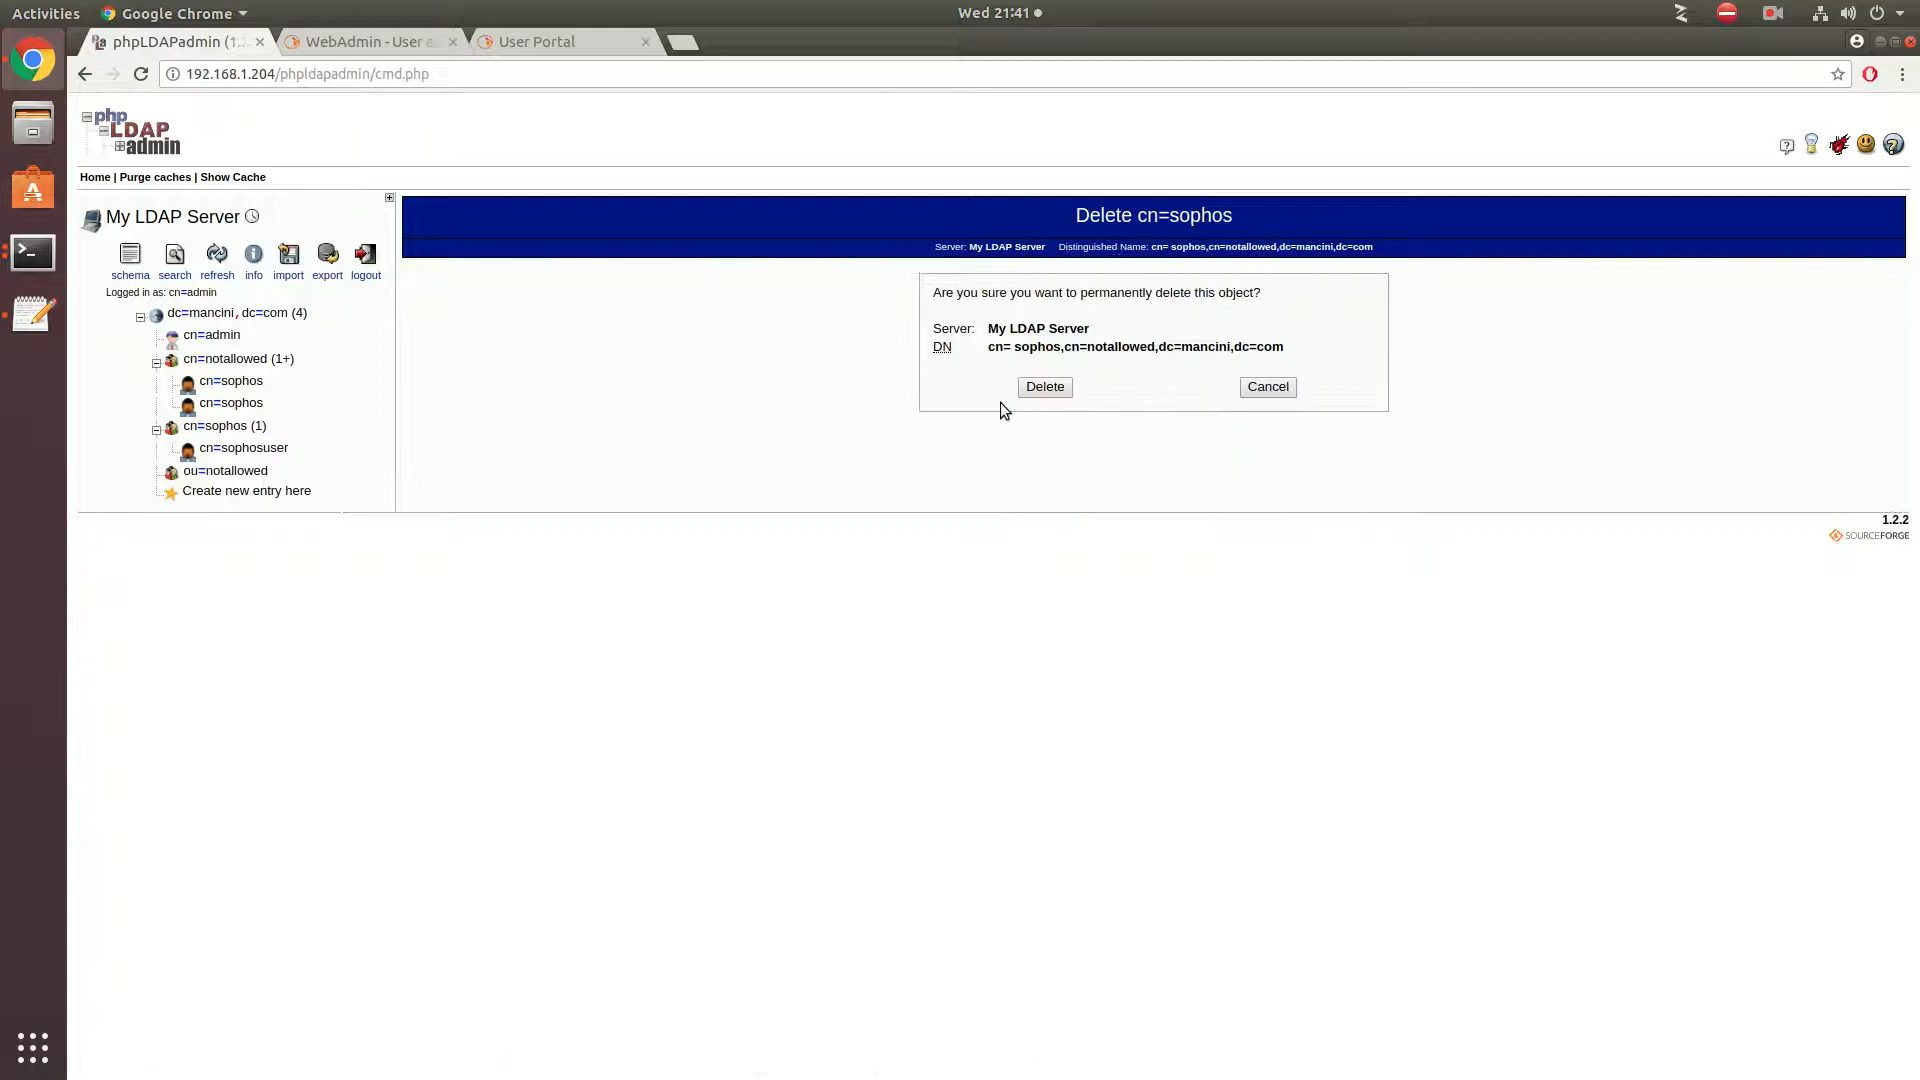 Activities Google Chrome Wed 21:41
phpLDAPadmin (1. WebAdmin - User User Portal
192.168.1.204/phpldapadmin/cmd.php
php
LDAP
admin
Home | Purge caches | Show Cache
My LDAP Server
schema search refresh info import export logout
Logged in as: cn=admin
dc=mancini,dc=com (4)
cn=admin
cn=notallowed (1+)
cn=sophos
cn=sophos
cn=sophos (1)
cn=sophosuser
ou=notallowed
Create new entry here
Delete cn=sophos
Server: My LDAP Server Distinguished Name: cn= sophos,cn=notallowed,dc=mancini,dc=com
Are you sure you want to permanently delete this object?
Server: My LDAP Server
DN cn= sophos,cn=notallowed,dc=mancini,dc=com
Delete Cancel
1.2.2
SOURCEFORGE